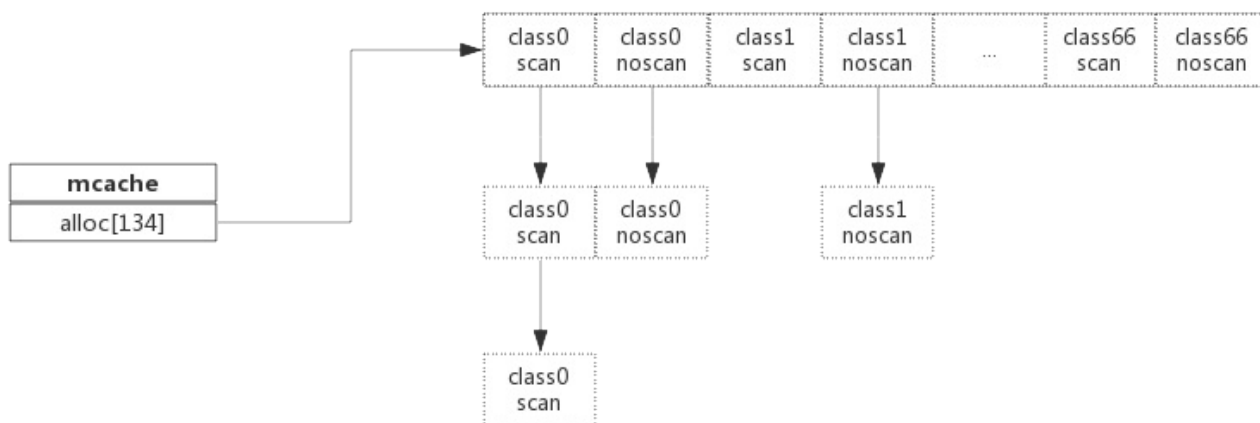 class0
scan
class0
noscan
class1
scan
class1
noscan
...
class66
scan
class66
noscan
mcache
alloc[134]
class0
scan
class0
noscan
class1
noscan
class0
scan